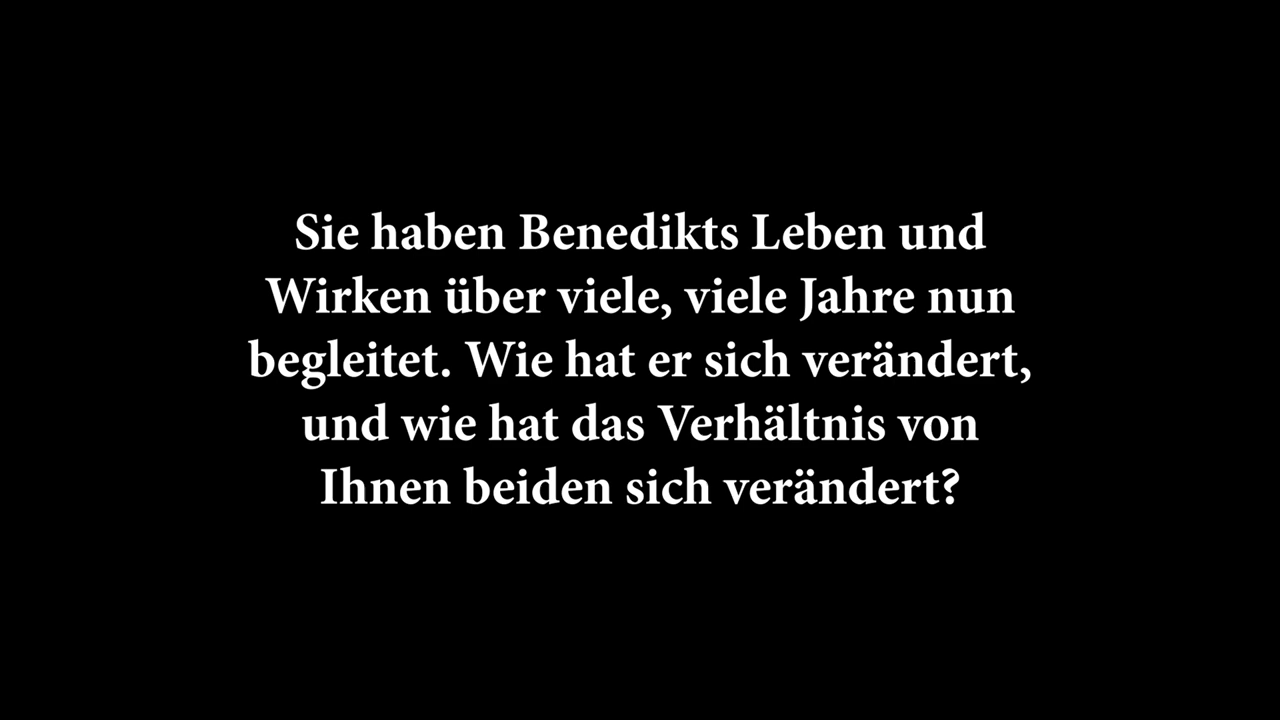 Sie haben Benedikts Leben und
Wirken über viele, viele Jahre nun
begleitet. Wie hat er sich verändert,
und wie hat das Verhältnis von
Ihnen beiden sich verändert?